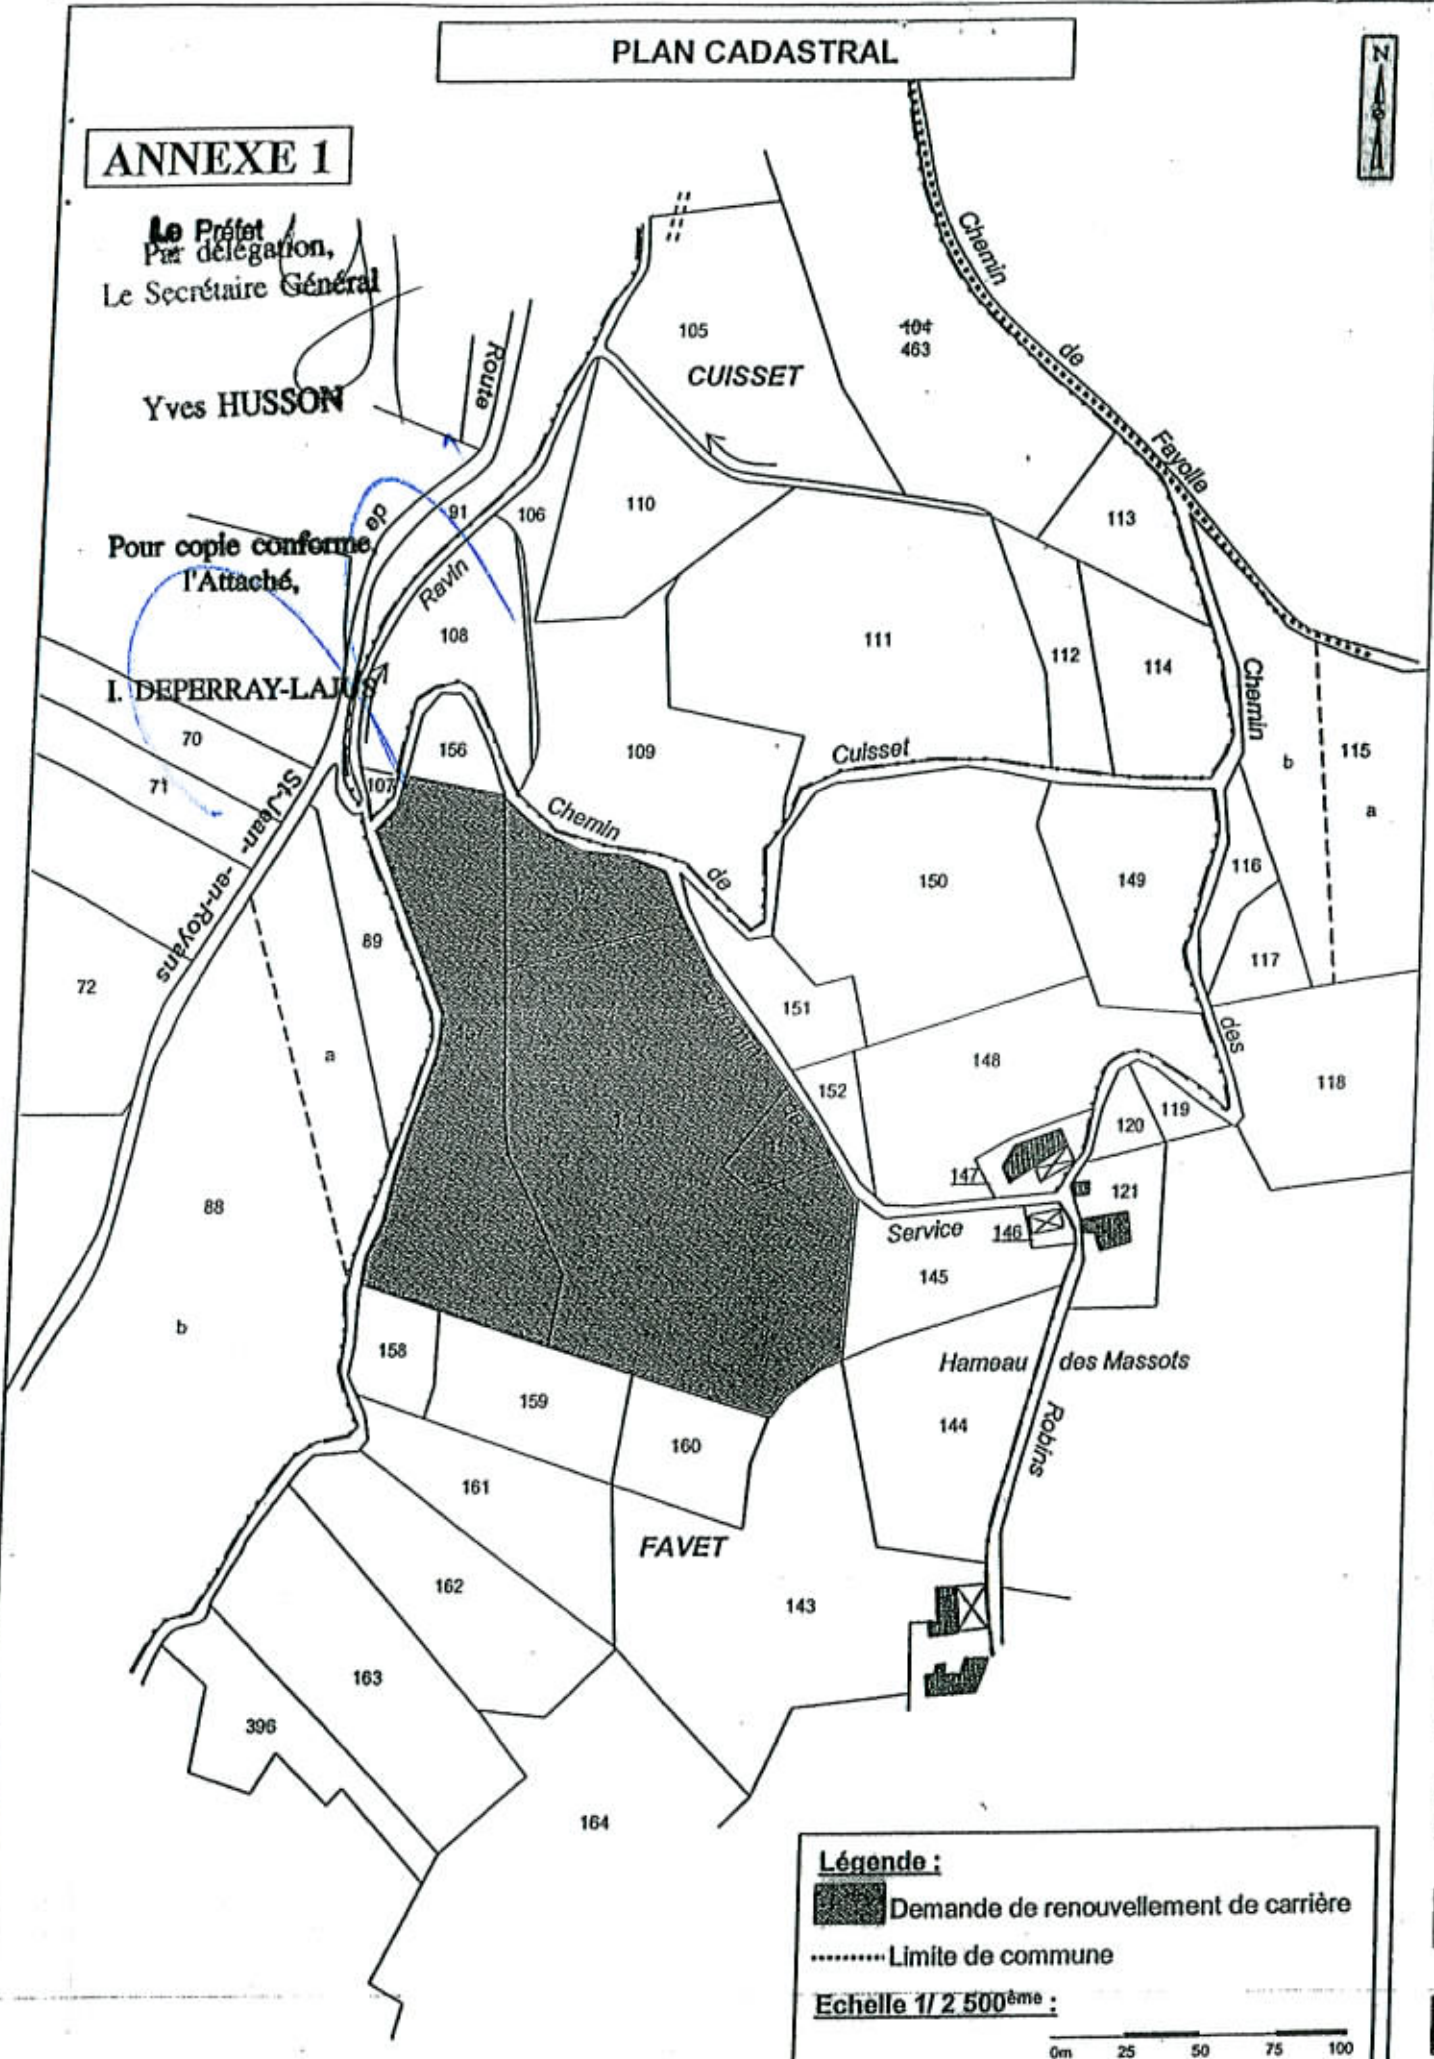 PLAN CADASTRAL
N
ANNEXE 1
Le Préfet
Par délégation,
Le Secrétaire Général
Yves HUSSON
Pour copie conforme,
l'Attaché,
I. DEPERRAY-LAJUS
Route
de
St-Jean-
-en-Royans
Ravin
Chemin
de
Fayolle
105
CUISSET
104
463
91
106
110
113
108
111
112
114
Chemin
b
115
a
70
71
107
156
109
Cuisset
Chemin
de
150
149
116
117
89
72
151
des
a
148
152
118
de
120
119
147
121
88
Service
146
145
b
158
Hameau des Massots
159
144
Robins
160
161
FAVET
162
143
163
396
164
Légende :
Demande de renouvellement de carrière
Limite de commune
Echelle 1/ 2 500ème :
0m 25 50 75 100